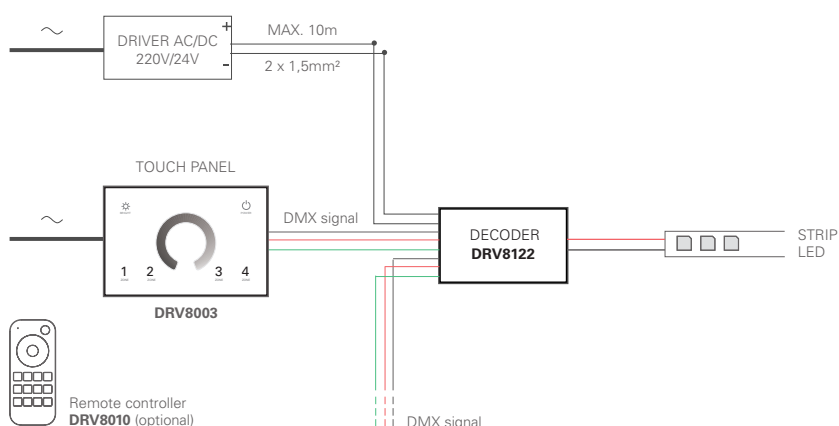 DRIVER AC/DC
220V/24V
+
-
MAX. 10m
2 x 1,5mm²
TOUCH PANEL
1 2 3 4
DRV8003
DMX signal
DECODER
DRV8122
STRIP
LED
Remote controller
DRV8010 (optional)
DMX signal